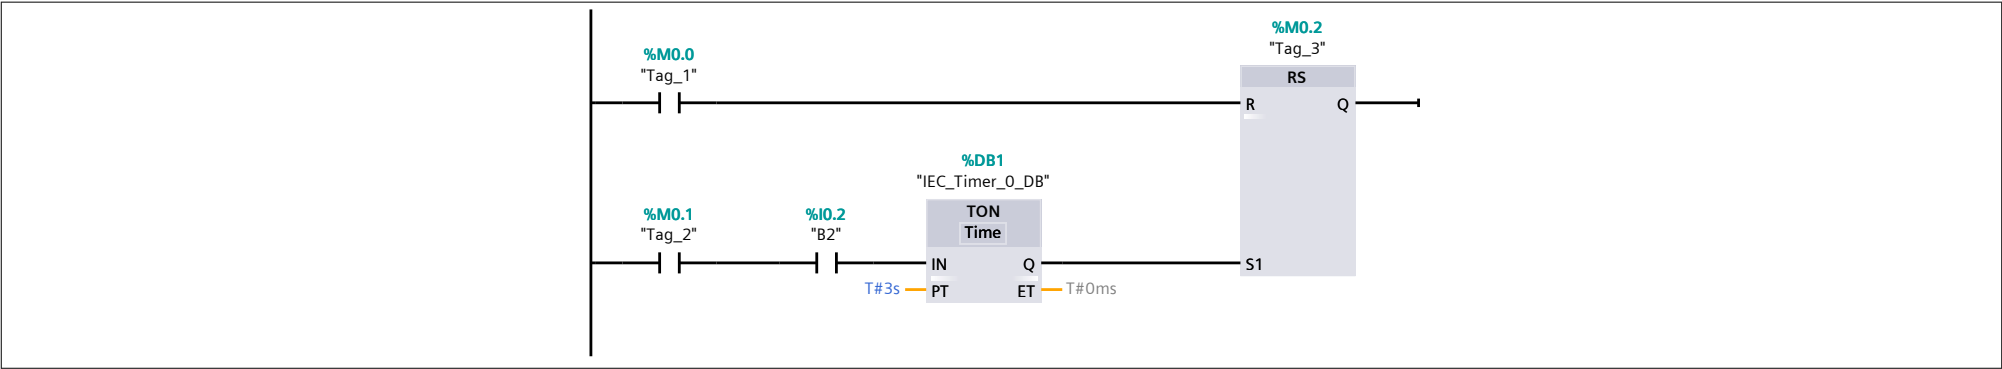 %M0.2
"Tag_3"
%M0.0
"Tag_1"
RS
R Q
%DB1
"IEC_Timer_0_DB"
%M0.1
"Tag_2"
%I0.2
"B2"
TON
Time
IN Q
S1
T#3s PT ET T#0ms